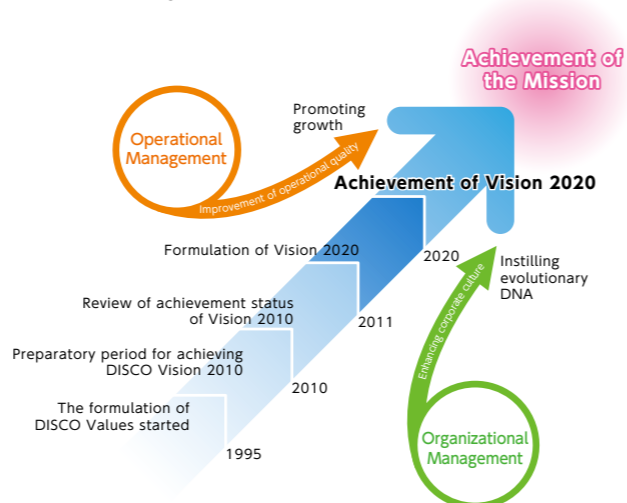 Achievement of
the Mission
Promoting
growth
Operational
Management
Improvement of operational quality
Achievement of Vision 2020
Formulation of Vision 2020
2020
Instilling
evolutionary
DNA
Enhancing corporate culture
Review of achievement status
of Vision 2010
2011
Preparatory period for achieving
DISCO Vision 2010
2010
The formulation of
DISCO Values started
1995
Organizational
Management